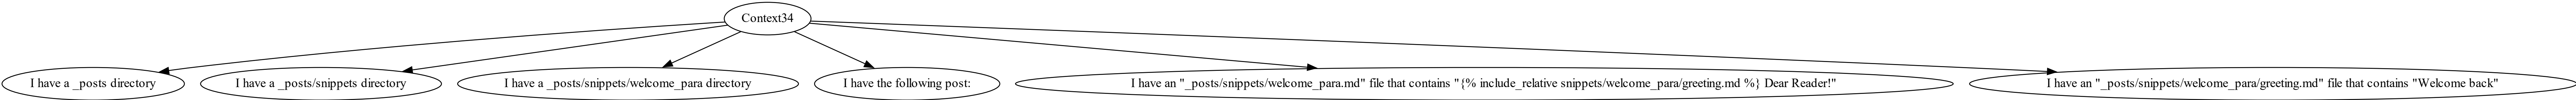 Context34
I have a _posts directory
I have a _posts/snippets directory
I have a _posts/snippets/welcome_para directory
I have the following post:
I have an "_posts/snippets/welcome_para.md" file that contains "{% include_relative snippets/welcome_para/greeting.md %} Dear Reader!"
I have an "_posts/snippets/welcome_para/greeting.md" file that contains "Welcome back"